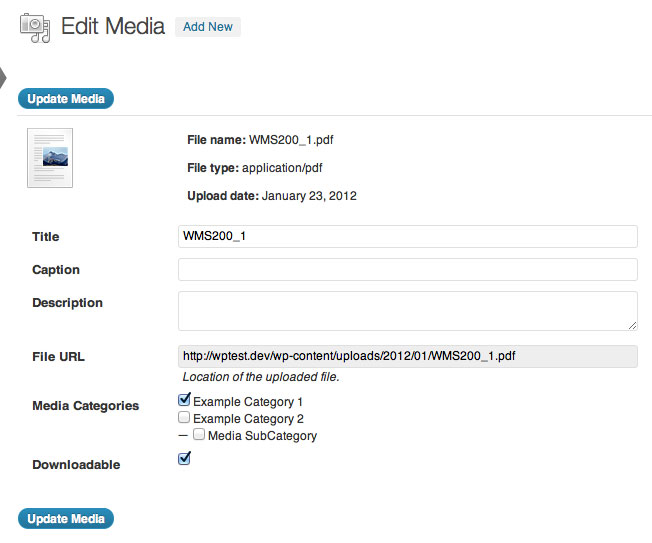 Edit Media Add New
Update Media
File name: WMS200_1.pdf
File type: application/pdf
Upload date: January 23, 2012
Title WMS200_1
Caption
Description
File URL http://wptest.dev/wp-content/uploads/2012/01/WMS200_1.pdf
Location of the uploaded file.
Media Categories Example Category 1
Example Category 2
— Media SubCategory
Downloadable
Update Media